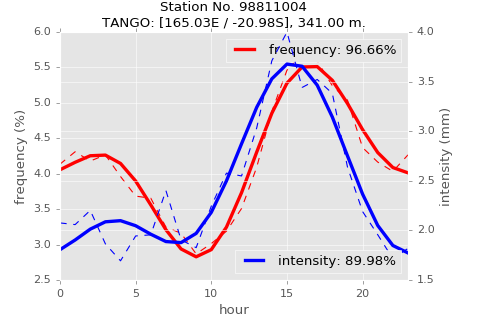 Station No. 98811004
TANGO: [165.03E / -20.98S], 341.00 m.
frequency: 96.66%
intensity: 89.98%
frequency (%)
6.0
5.5
5.0
4.5
4.0
3.5
3.0
2.5
intensity (mm)
4.0
3.5
3.0
2.5
2.0
1.5
0 5 10 15 20
hour